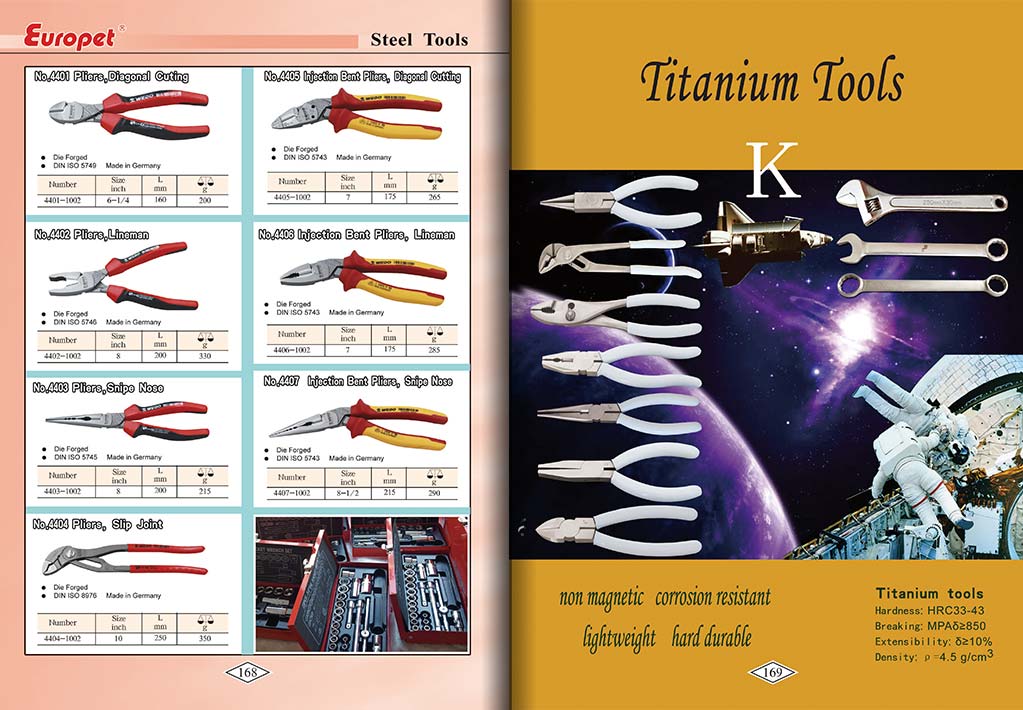 Europet®
Steel Tools
No,4401 Pliers,Diagonal Cuting
WEDO
Die Forged
DIN ISO 5749 Made in Germany
Number Size inch L mm g
4401-1002 6-1/4 160 200
No,4402 Pliers,Lineman
Die Forged
DIN ISO 5746 Made in Germany
Number Size inch L mm g
4402-1002 8 200 330
No,4403 Pliers,Snipe Nose
WEDO
Die Forged
DIN ISO 5745 Made in Germany
Number Size inch L mm g
4403-1002 8 200 215
No,4404 Pliers, Slip Joint
Die Forged
DIN ISO 8976 Made in Germany
Number Size inch L mm g
4404-1002 10 250 350
No,4405 Injection Bent Pliers, Diagonal Cutting
WEDO
Die Forged
DIN ISO 5743 Made in Germany
Number Size inch L mm g
4405-1002 7 175 265
No,4406 Injection Bent Pliers, Lineman
WEDO
Die Forged
DIN ISO 5743 Made in Germany
Number Size inch L mm g
4406-1002 7 175 285
No,4407 Injection Bent Pliers, Snipe Nose
WEDO
Die Forged
DIN ISO 5743 Made in Germany
Number Size inch L mm g
4407-1002 8-1/2 215 290
168
Titanium Tools
K
250mmX30mm
non magnetic corrosion resistant
lightweight hard durable
Titanium tools
Hardness: HRC33-43
Breaking: MPAδ≥850
Extensibility: δ≥10%
Density: ρ=4.5 g/cm3
169